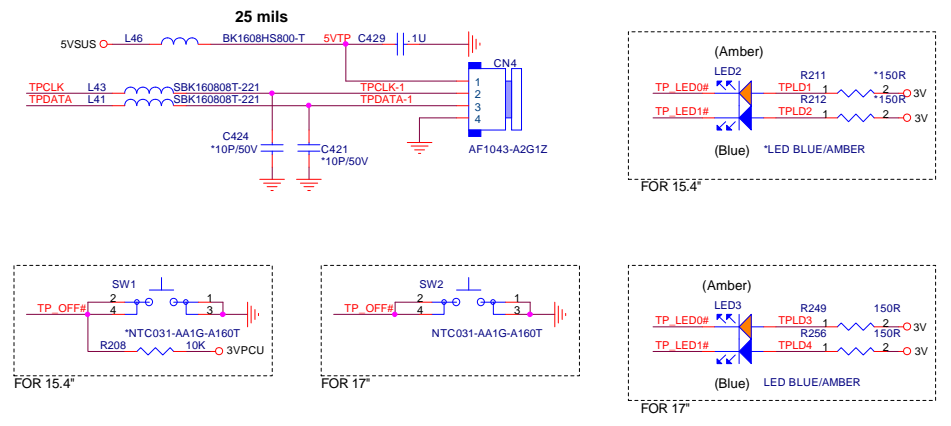 25 mils
5VSUS L46 BK1608HS800-T 5VTP C429 .1U
CN4
TPCLK L43 SBK160808T-221 TPCLK-1
TPDATA L41 SBK160808T-221 TPDATA-1
1
2
3
4
C424
*10P/50V
C421
*10P/50V
AF1043-A2G1Z
(Amber)
LED2 R211 *150R
TP_LED0# TPLD1 1 2 3V
R212 *150R
TP_LED1# TPLD2 1 2 3V
(Blue) *LED BLUE/AMBER
FOR 15.4"
SW1
2 1
TP_OFF# 4 3
*NTC031-AA1G-A160T
R208 10K 3VPCU
FOR 15.4"
SW2
2 1
TP_OFF# 4 3
NTC031-AA1G-A160T
FOR 17"
(Amber)
LED3 R249 150R
TP_LED0# TPLD3 1 2 3V
R256 150R
TP_LED1# TPLD4 1 2 3V
(Blue) LED BLUE/AMBER
FOR 17"